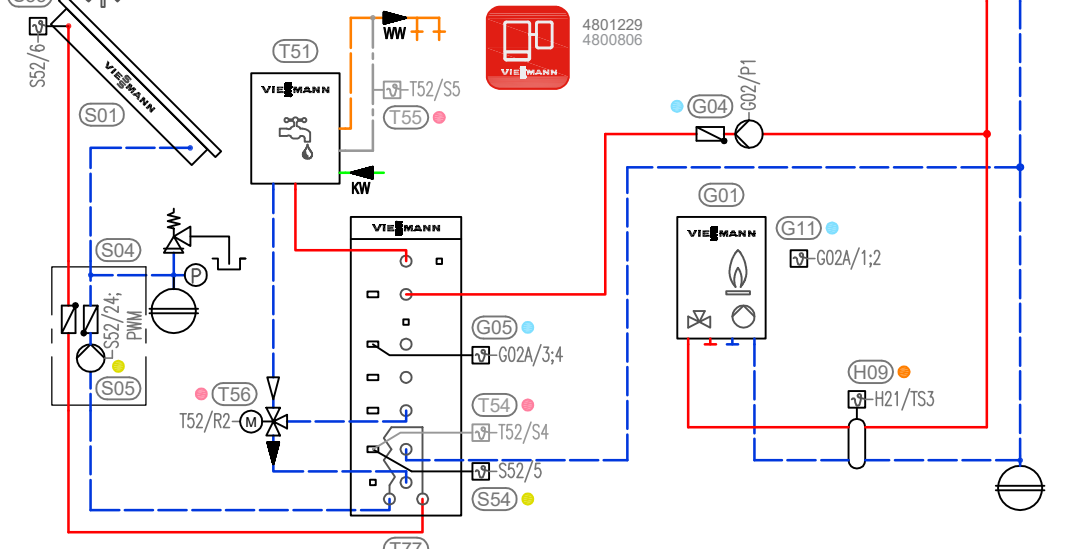 S52/6
S01
VIESMANN
T51
VIESMANN
WW
T52/S5
T55
KW
VIESMANN
4801229
4800806
G04
G02/P1
G01
VIESMANN
G11
G02A/1;2
S04
P
S52/24;
PWM
S05
VIESMANN
G05
G02A/3;4
T56
T52/R2
M
T54
T52/S4
S52/5
S54
H09
H21/TS3
T77